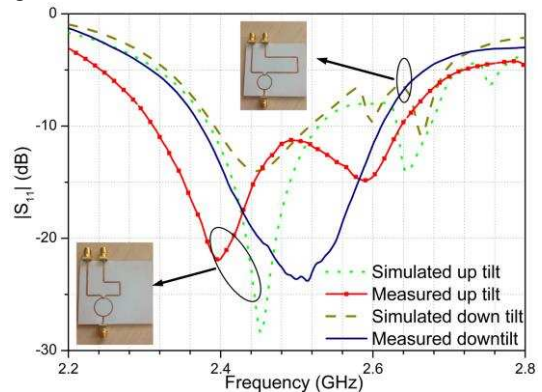 0
-10
-20
-30
|S₁₁| (dB)
Simulated up tilt
Measured up tilt
Simulated down tilt
Measured downtilt
2.2
2.4
2.6
2.8
Frequency (GHz)